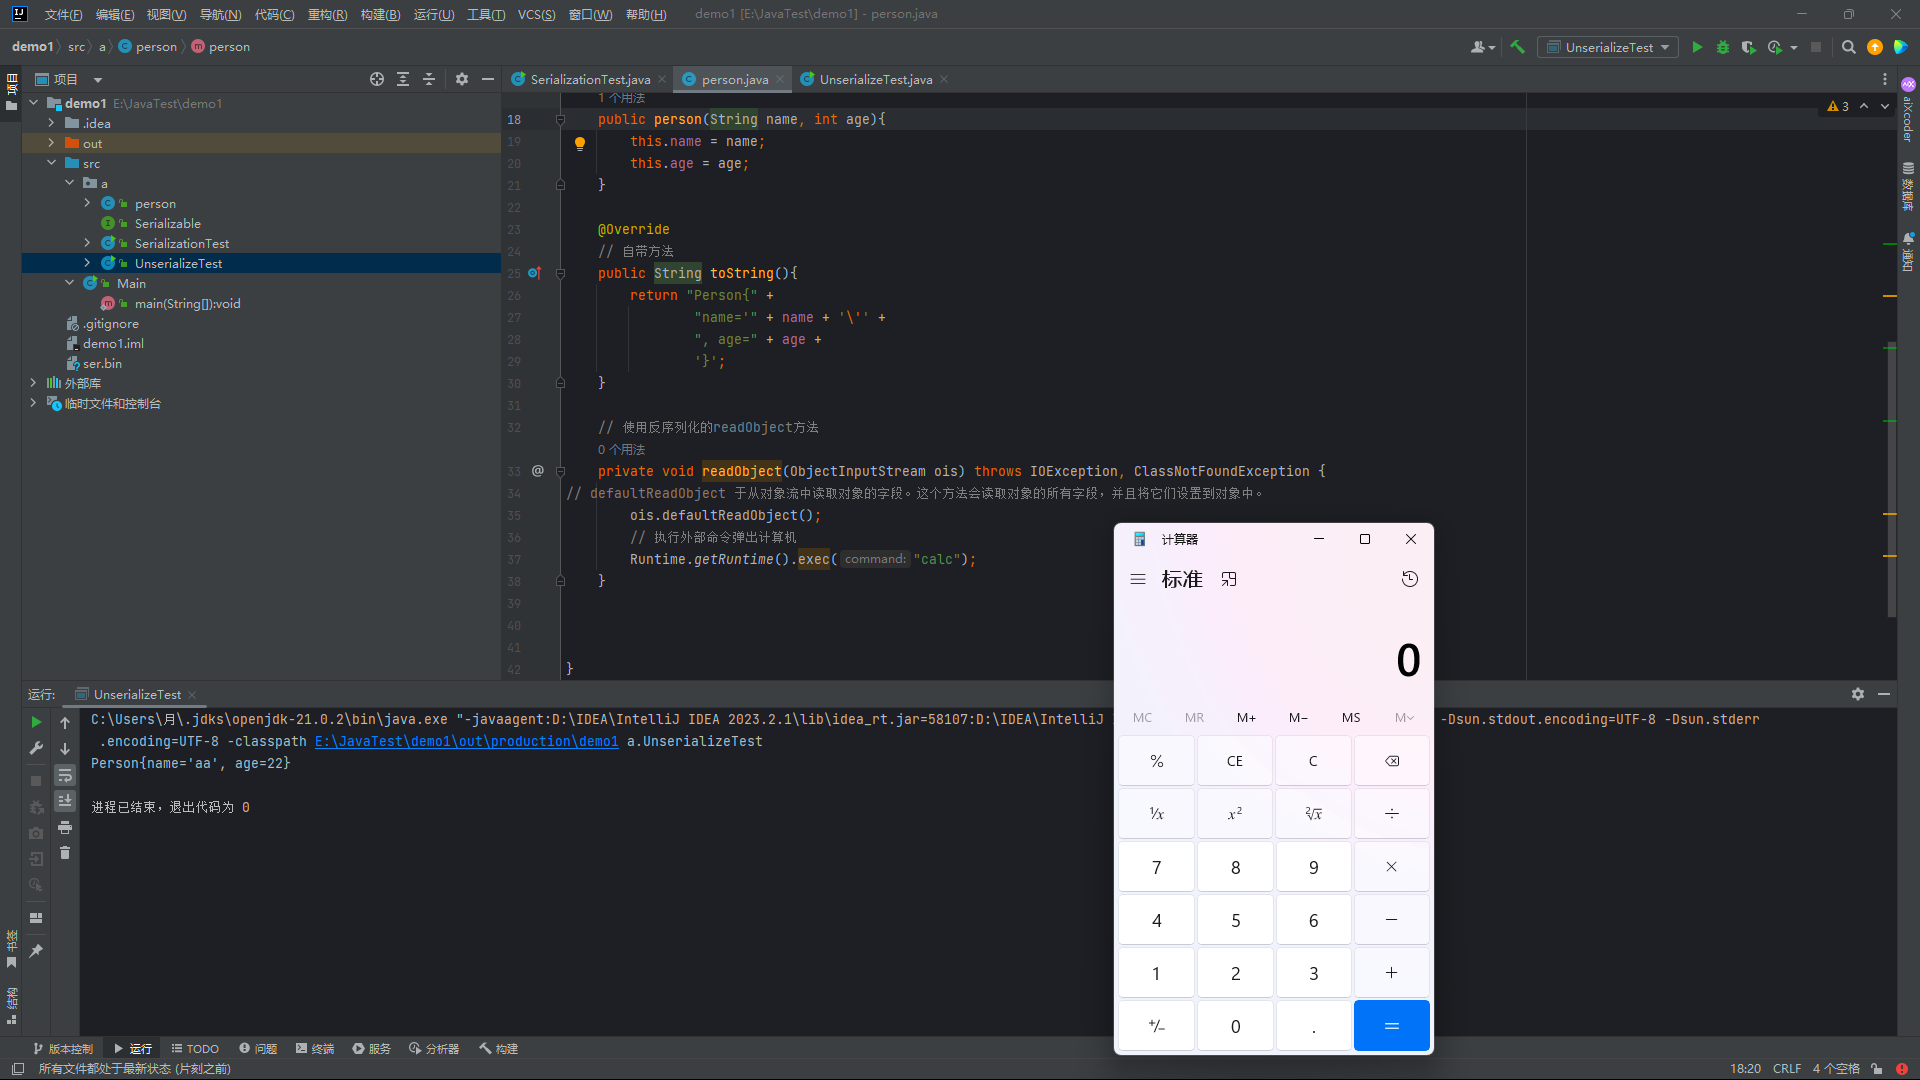 文件(F) 编辑(E) 视图(V) 导航(N) 代码(C) 重构(R) 构建(B) 运行(U) 工具(T) VCS(S) 窗口(W) 帮助(H) demo1 [E:\JavaTest\demo1] - person.java
demo1 src a person person
UnserializeTest
项目
SerializationTest.java person.java UnserializeTest.java
demo1 E:\JavaTest\demo1
.idea
out
src
a
person
Serializable
SerializationTest
UnserializeTest
Main
main(String[]):void
.gitignore
demo1.iml
ser.bin
外部库
临时文件和控制台
1 个用法
3
18 public person(String name, int age){
19 this.name = name;
20 this.age = age;
21 }
22
23 @Override
24 // 自带方法
25 public String toString(){
26 return "Person{" +
27 "name='" + name + '\'' +
28 ", age=" + age +
29 '}';
30 }
31
32 // 使用反序列化的readObject方法
0 个用法
33 @ private void readObject(ObjectInputStream ois) throws IOException, ClassNotFoundException {
34 // defaultReadObject 于从对象流中读取对象的字段。这个方法会读取对象的所有字段，并且将它们设置到对象中。
35 ois.defaultReadObject();
36 // 执行外部命令弹出计算机
37 Runtime.getRuntime().exec( command: "calc");
38 }
39
40
41
42 }
项目
书签
结构
aiXcoder
数据库
通知
运行: UnserializeTest
C:\Users\月\.jdks\openjdk-21.0.2\bin\java.exe "-javaagent:D:\IDEA\IntelliJ IDEA 2023.2.1\lib\idea_rt.jar=58107:D:\IDEA\IntelliJ -Dsun.stdout.encoding=UTF-8 -Dsun.stderr
.encoding=UTF-8 -classpath E:\JavaTest\demo1\out\production\demo1 a.UnserializeTest
Person{name='aa', age=22}
进程已结束，退出代码为 0
计算器
标准
0
MC MR M+ M− MS M
% CE C
¹/x x² ²√x ÷
7 8 9 ×
4 5 6 −
1 2 3 +
+/− 0 . =
版本控制 运行 TODO 问题 终端 服务 分析器 构建
所有文件都处于最新状态 (片刻之前)
18:20 CRLF 4 个空格